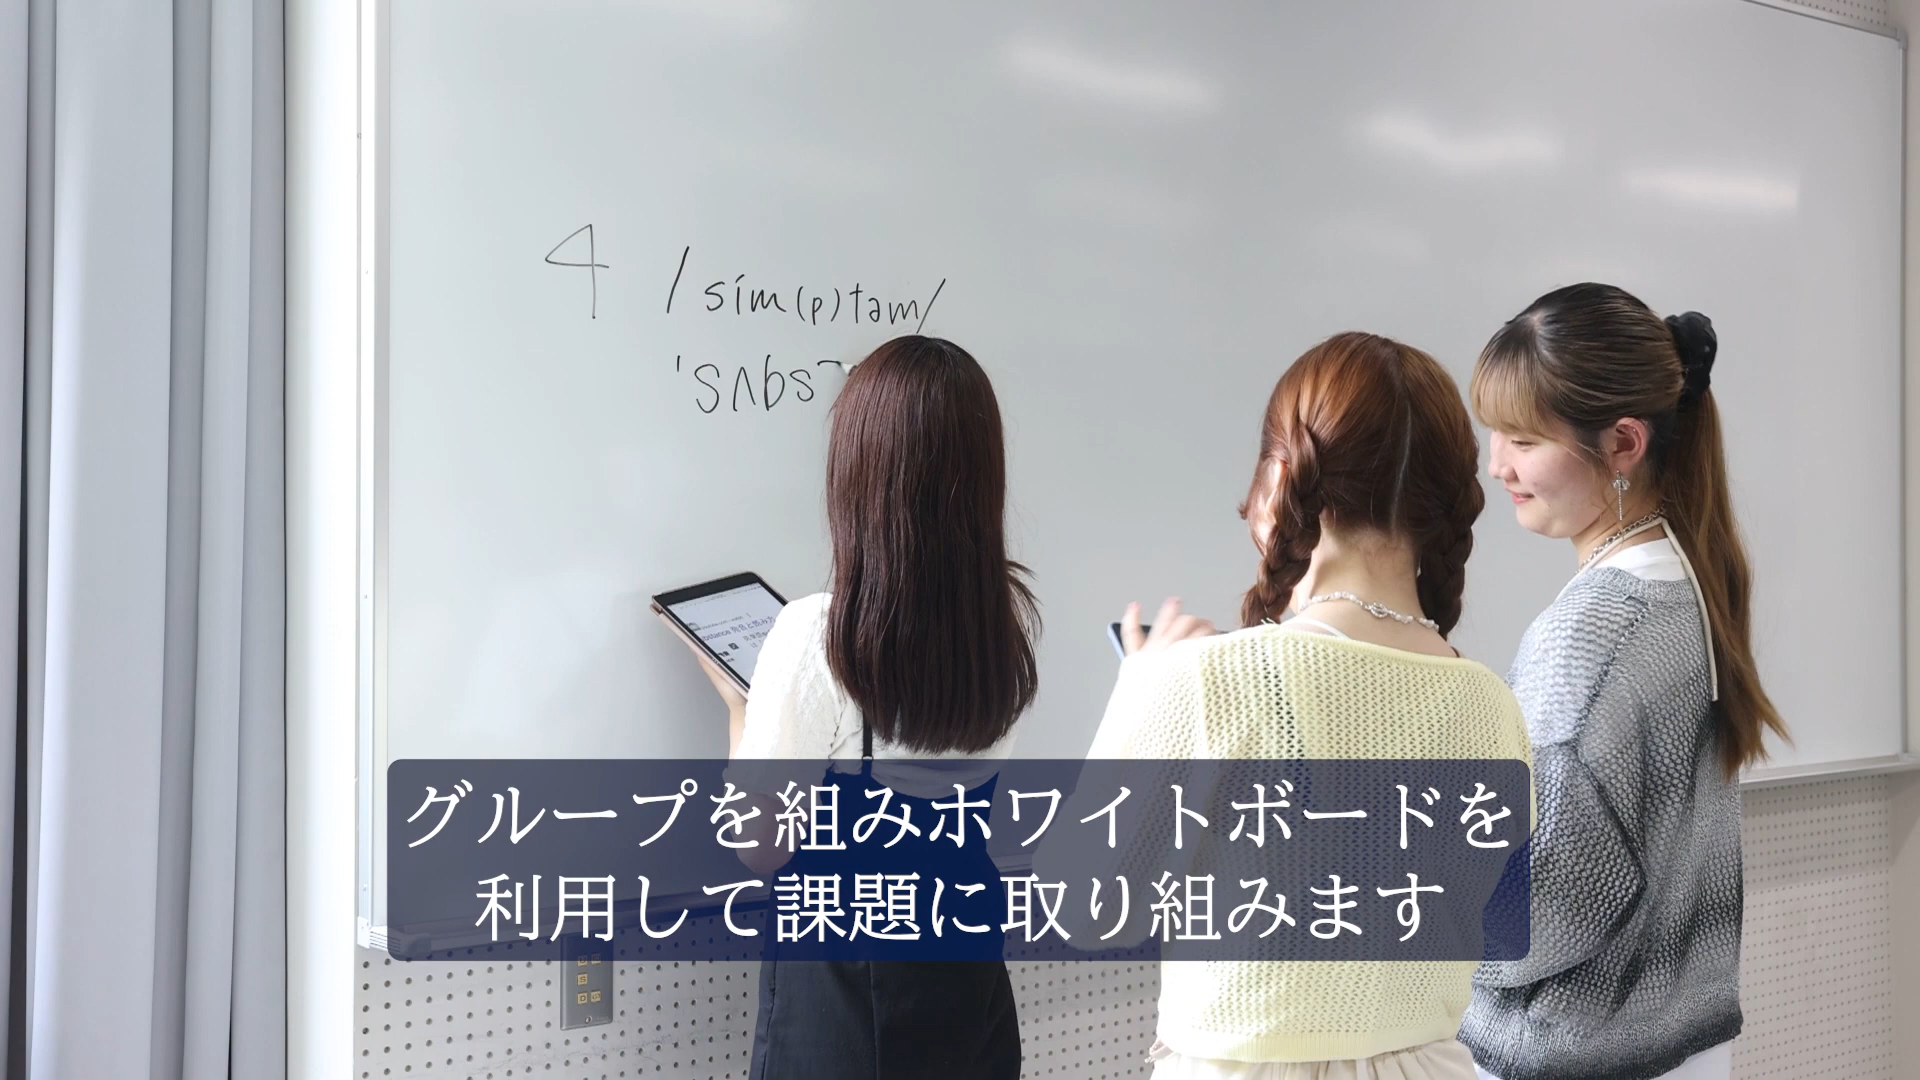 4 /sím(p)təm/
'sʌbs
グループを組みホワイトボードを
利用して課題に取り組みます